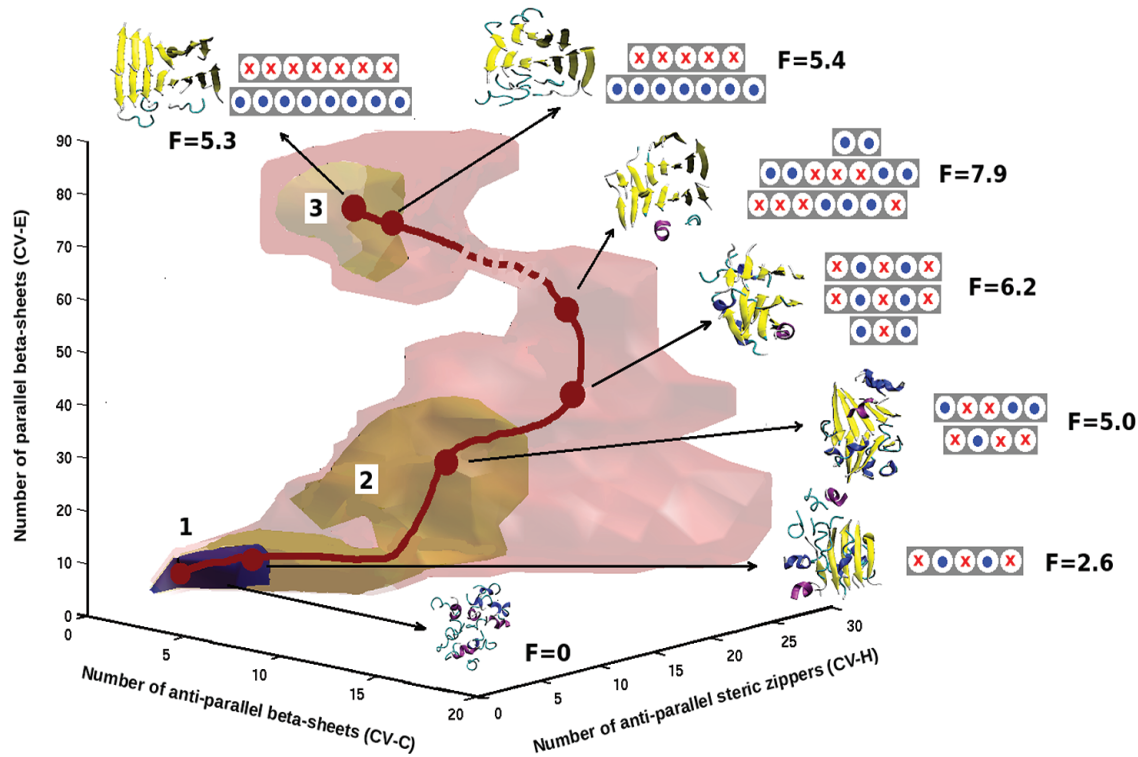 X X X X X X X
X X X X X
F=5.4
F=5.3
90
80
70
60
50
40
30
20
10
0
Number of parallel beta-sheets (CV-E)
3
X X X
F=7.9
X X X X
X X X
F=6.2
X X X
X
X X
F=5.0
X X X
2
1
X X X
F=2.6
F=0
0
5
10
15
20
Number of anti-parallel beta-sheets (CV-C)
0
5
10
15
20
25
30
Number of anti-parallel steric zippers (CV-H)